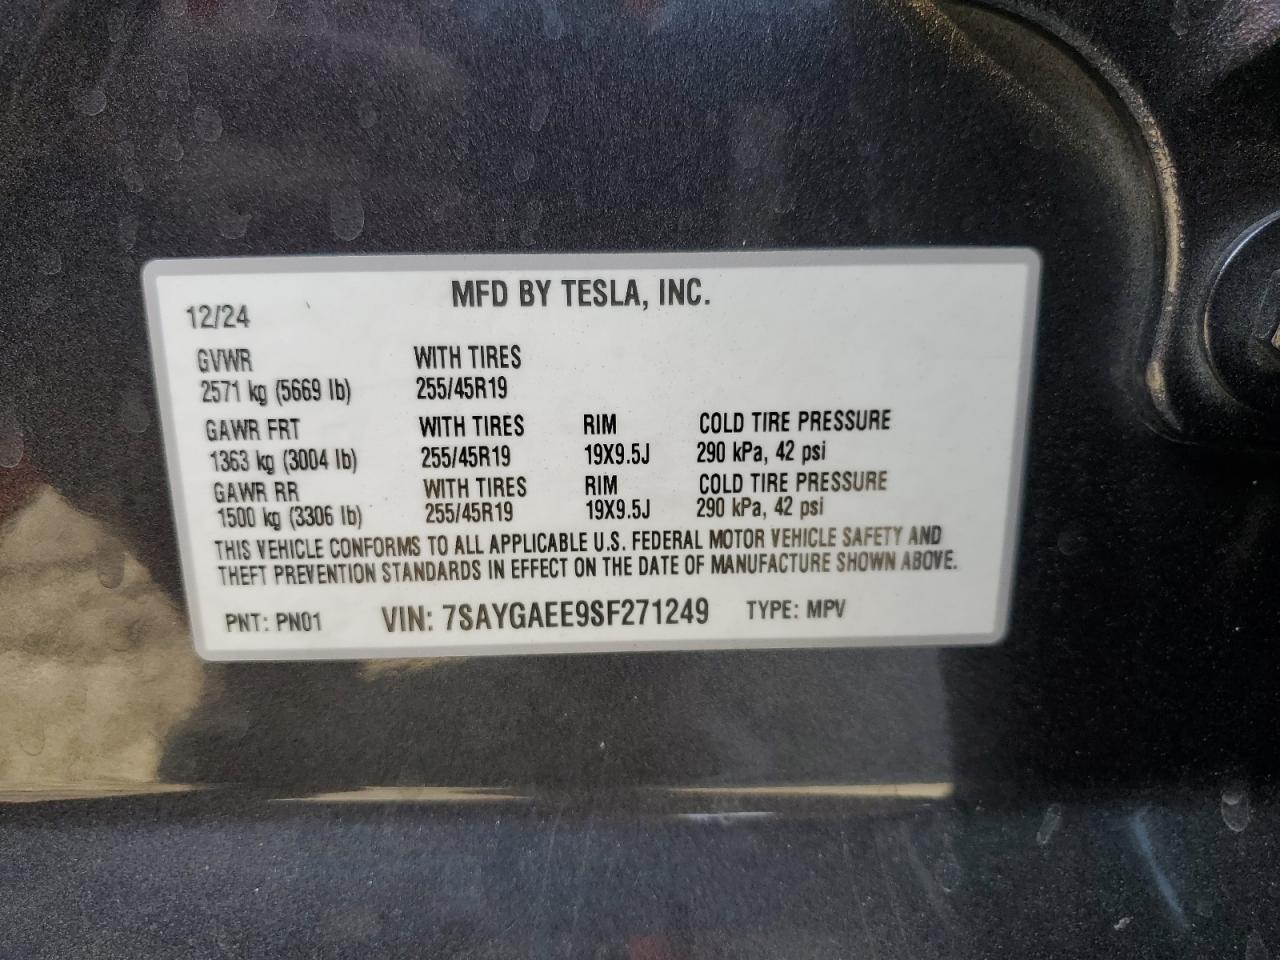 MFD BY TESLA, INC.
12/24
GVWR WITH TIRES
2571 kg (5669 lb) 255/45R19
GAWR FRT WITH TIRES RIM COLD TIRE PRESSURE
1363 kg (3004 lb) 255/45R19 19X9.5J 290 kPa, 42 psi
GAWR RR WITH TIRES RIM COLD TIRE PRESSURE
1500 kg (3306 lb) 255/45R19 19X9.5J 290 kPa, 42 psi
THIS VEHICLE CONFORMS TO ALL APPLICABLE U.S. FEDERAL MOTOR VEHICLE SAFETY AND
THEFT PREVENTION STANDARDS IN EFFECT ON THE DATE OF MANUFACTURE SHOWN ABOVE.
PNT: PN01 VIN: 7SAYGAEE9SF271249 TYPE: MPV